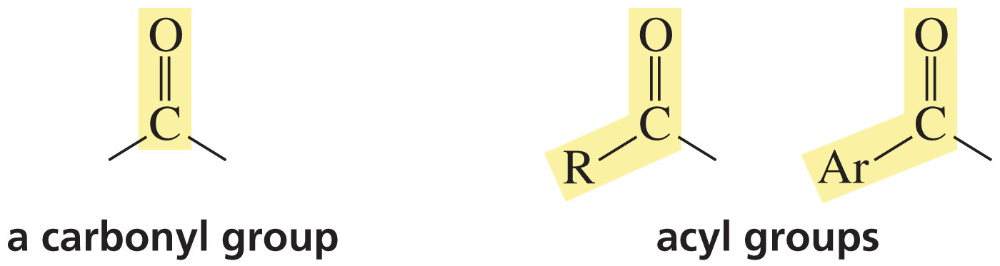 O O O
C C C
R Ar
a carbonyl group acyl groups